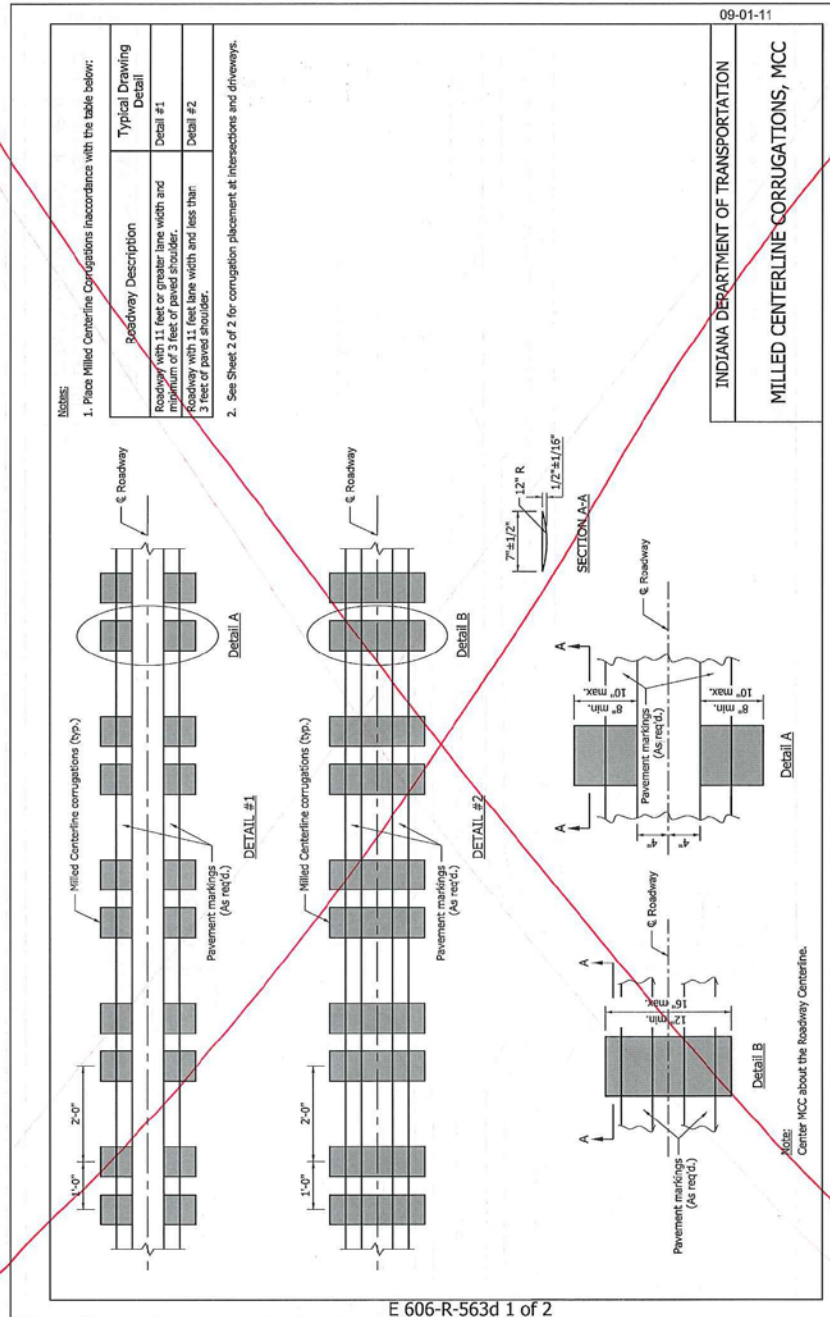 09-01-11
Notes:
1. Place Milled Centerline Corrugations inaccordance with the table below:
Roadway Description
Typical Drawing
Detail
Roadway with 11 feet or greater lane width and
minimum of 3 feet of paved shoulder.
Detail #1
Roadway with 11 feet lane width and less than
3 feet of paved shoulder.
Detail #2
2. See Sheet 2 of 2 for corrugation placement at intersections and driveways.
1'-0"
2'-0"
Milled Centerline corrugations (typ.)
℄ Roadway
Pavement markings
(As req'd.)
Detail A
DETAIL #1
1'-0"
2'-0"
Milled Centerline corrugations (typ.)
℄ Roadway
Pavement markings
(As req'd.)
Detail B
DETAIL #2
7"±1/2"
12" R
1/2"±1/16"
SECTION A-A
A
A
12" min.
16" max.
℄ Roadway
Pavement markings
(As req'd.)
Detail B
Note:
Center MCC about the Roadway Centerline.
A
A
8" min.
10" max.
Pavement markings
(As req'd.)
4"
4"
8" min.
10" max.
℄ Roadway
Detail A
INDIANA DEPARTMENT OF TRANSPORTATION
MILLED CENTERLINE CORRUGATIONS, MCC
E 606-R-563d 1 of 2